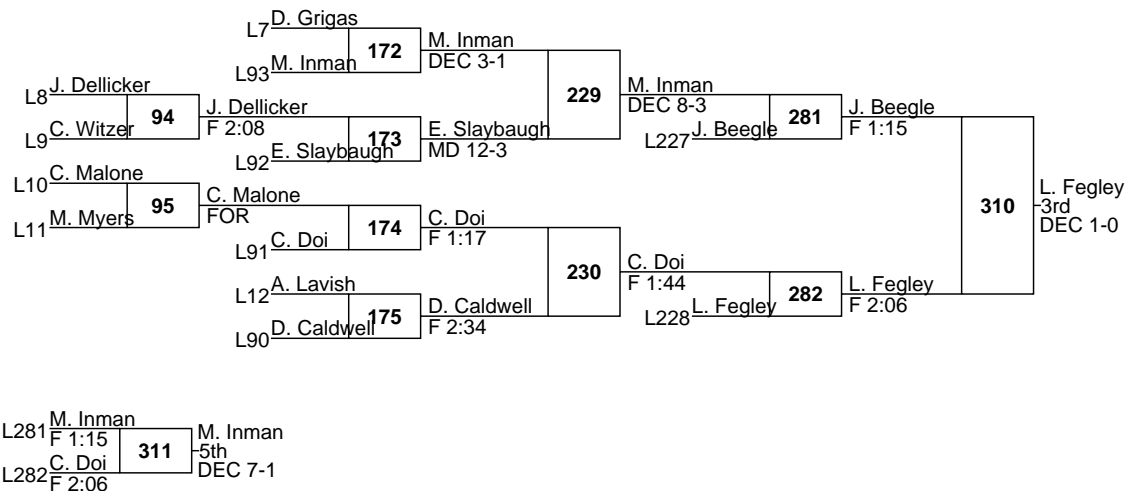 L7 D. Grigas
172
M. Inman
DEC 3-1
L93 M. Inman
229
M. Inman
DEC 8-3
L8 J. Dellicker
94
J. Dellicker
F 2:08
L9 C. Witzer
173
E. Slaybaugh
MD 12-3
L92 E. Slaybaugh
L227 J. Beegle
281
J. Beegle
F 1:15
L10 C. Malone
95
C. Malone
FOR
L11 M. Myers
174
C. Doi
F 1:17
L91 C. Doi
310
L. Fegley
3rd
DEC 1-0
230
C. Doi
F 1:44
L12 A. Lavish
175
D. Caldwell
F 2:34
L90 D. Caldwell
L228 L. Fegley
282
L. Fegley
F 2:06
L281 M. Inman
F 1:15
311
M. Inman
5th
DEC 7-1
L282 C. Doi
F 2:06